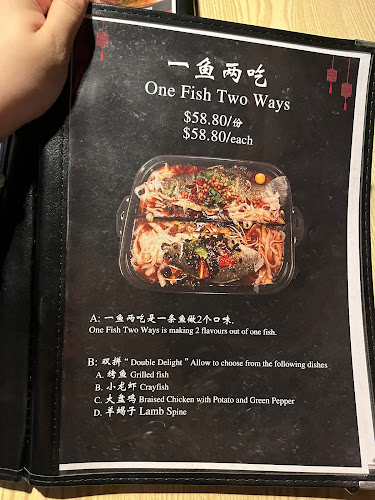 一鱼两吃
One Fish Two Ways
$58.80/份
$58.80/each
A: 一鱼两吃是一条鱼做2个口味.
One Fish Two Ways is making 2 flavours out of one fish.
B: 双拼 " Double Delight " Allow to choose from the following dishes
A. 烤鱼 Grilled fish
B. 小龙虾 Crayfish
C. 大盘鸡 Braised Chicken with Potato and Green Pepper
D. 羊蝎子 Lamb Spine